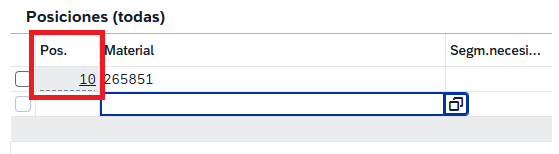 Posiciones (todas)
Pos. Material Segm.necesi...
10 265851